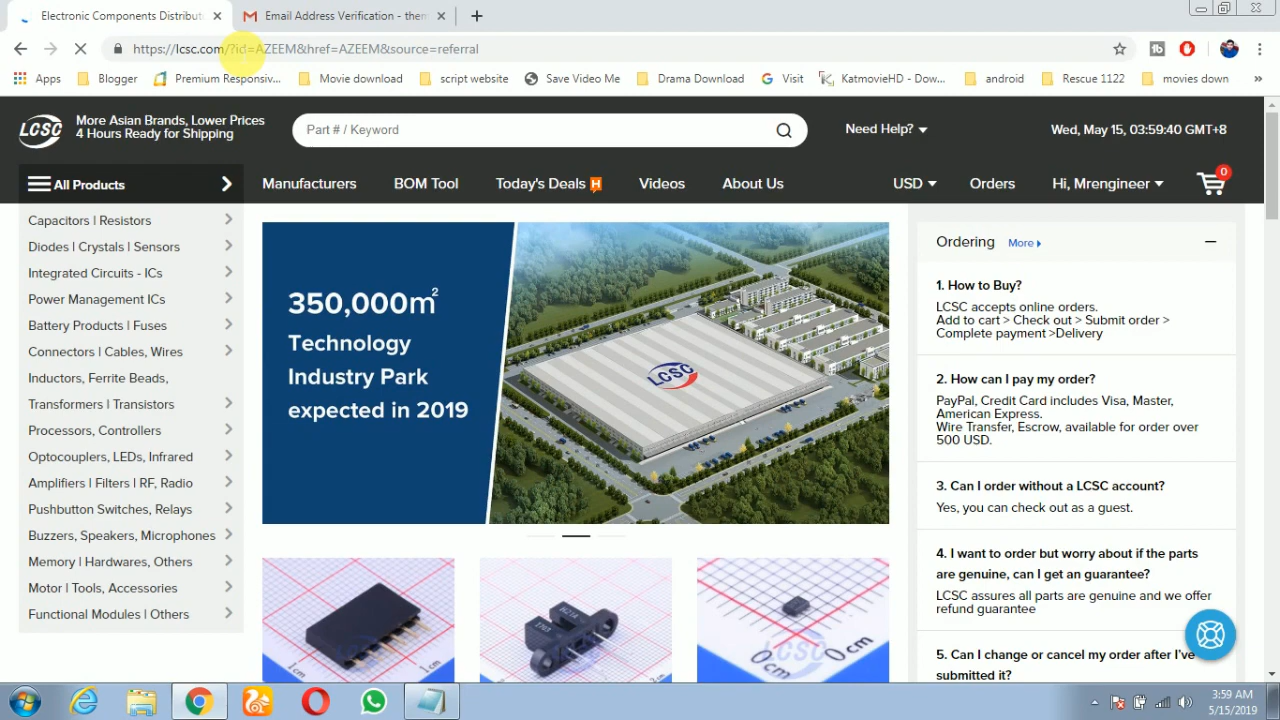 Electronic Components Distribut
Email Address Verification - them
https://lcsc.com/?id=AZEEM&href=AZEEM&source=referral
Apps
Blogger
Premium Responsiv...
Movie download
script website
Save Video Me
Drama Download
Visit
KatmovieHD - Dow...
android
Rescue 1122
movies down
»
LCSC
More Asian Brands, Lower Prices
4 Hours Ready for Shipping
Part # / Keyword
Need Help?
Wed, May 15, 03:59:40 GMT+8
All Products
Manufacturers
BOM Tool
Today's Deals H
Videos
About Us
USD
Orders
Hi, Mrengineer
0
Capacitors | Resistors
Diodes | Crystals | Sensors
Integrated Circuits - ICs
Power Management ICs
Battery Products | Fuses
Connectors | Cables, Wires
Inductors, Ferrite Beads,
Transformers | Transistors
Processors, Controllers
Optocouplers, LEDs, Infrared
Amplifiers | Filters | RF, Radio
Pushbutton Switches, Relays
Buzzers, Speakers, Microphones
Memory | Hardwares, Others
Motor | Tools, Accessories
Functional Modules | Others
350,000m²
Technology
Industry Park
expected in 2019
LCSC
1cm
0cm
0cm
Ordering More
1. How to Buy?
LCSC accepts online orders.
Add to cart > Check out > Submit order >
Complete payment >Delivery
2. How can I pay my order?
PayPal, Credit Card includes Visa, Master,
American Express.
Wire Transfer, Escrow, available for order over
500 USD.
3. Can I order without a LCSC account?
Yes, you can check out as a guest.
4. I want to order but worry about if the parts
are genuine, can I get an guarantee?
LCSC assures all parts are genuine and we offer
refund guarantee
5. Can I change or cancel my order after I've
submitted it?
3:59 AM
5/15/2019